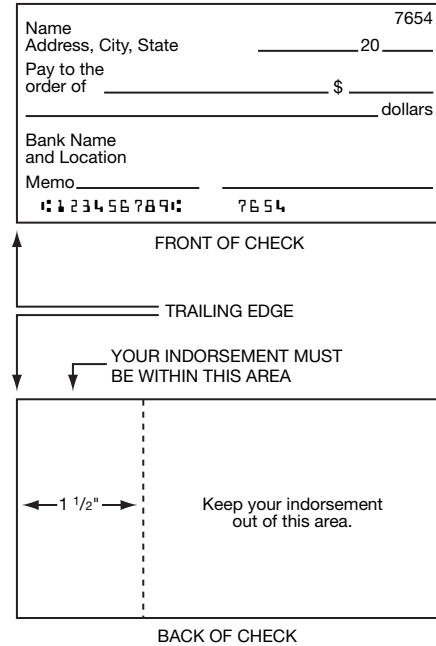 7654
Name
Address, City, State 20
Pay to the
order of $
dollars
Bank Name
and Location
Memo
⑆123456789⑆ 7654
FRONT OF CHECK
TRAILING EDGE
YOUR INDORSEMENT MUST
BE WITHIN THIS AREA
1 1/2"
Keep your indorsement
out of this area.
BACK OF CHECK